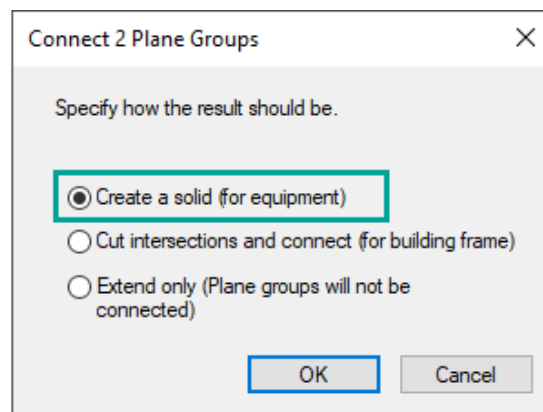 Connect 2 Plane Groups
Specify how the result should be.
Create a solid (for equipment)
Cut intersections and connect (for building frame)
Extend only (Plane groups will not be
connected)
OK
Cancel